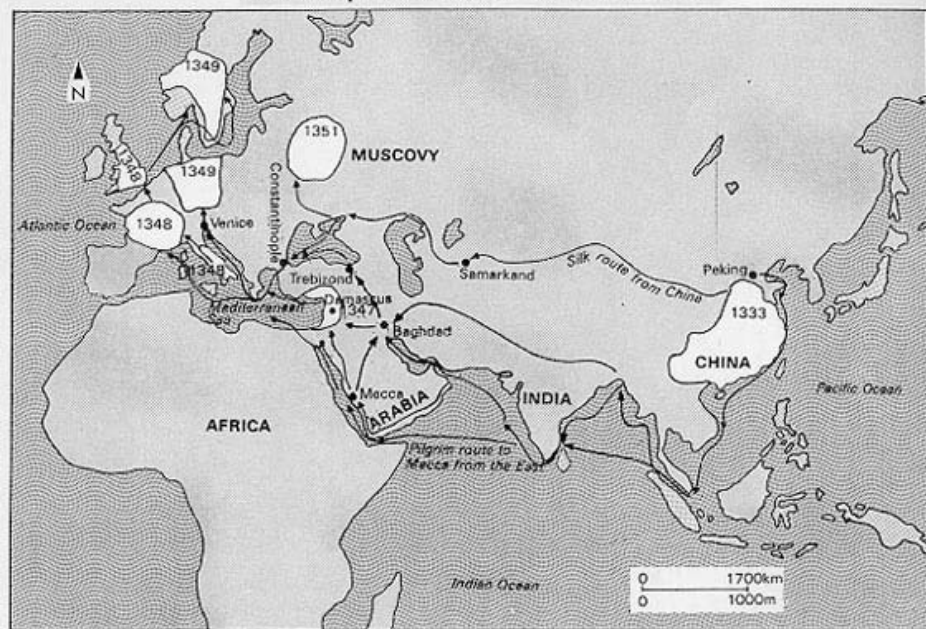 1349
N
1351
MUSCOVY
1348
1349
Constantinople
Atlantic Ocean
1348
Venice
1348
Trebizond
Samarkand
Silk route from China
Peking
Mediterranean
Sea
Damascus
1347
Baghdad
1333
CHINA
Mecca
ARABIA
INDIA
Pacific Ocean
AFRICA
Pilgrim route to
Mecca from the East
Indian Ocean
0 1700km
0 1000m